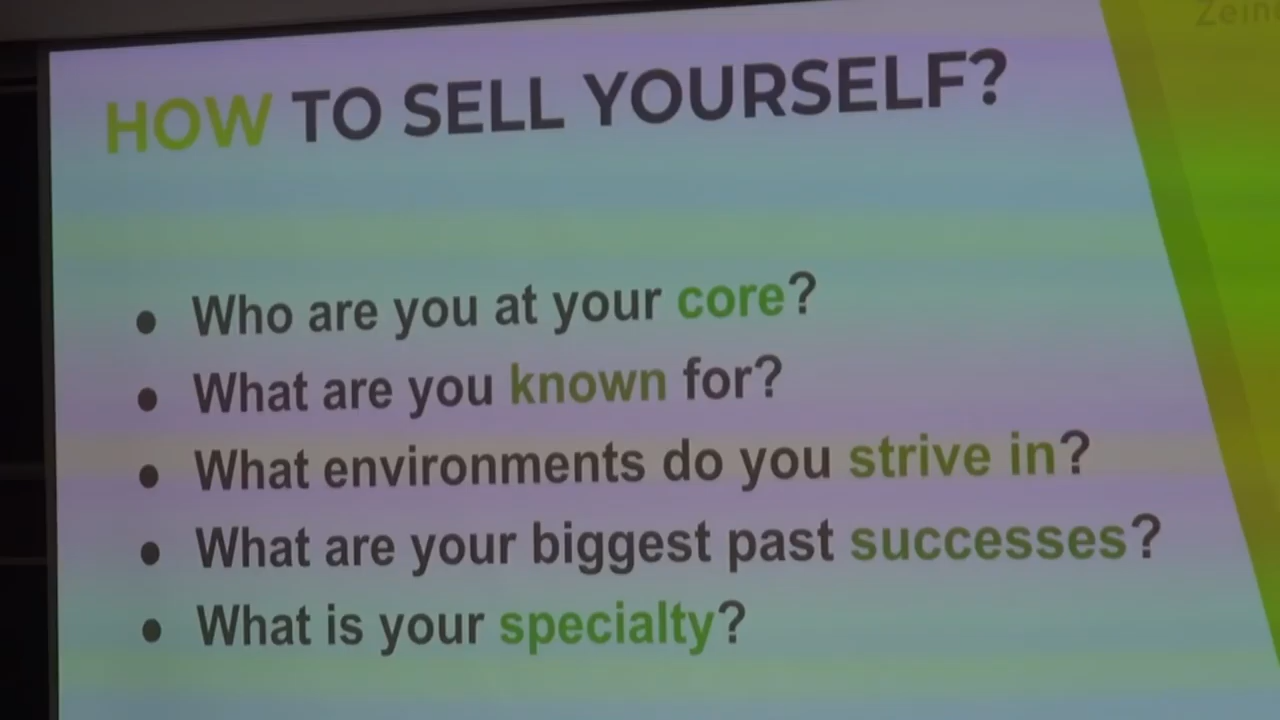 HOW TO SELL YOURSELF?
• Who are you at your core?
• What are you known for?
• What environments do you strive in?
• What are your biggest past successes?
• What is your specialty?